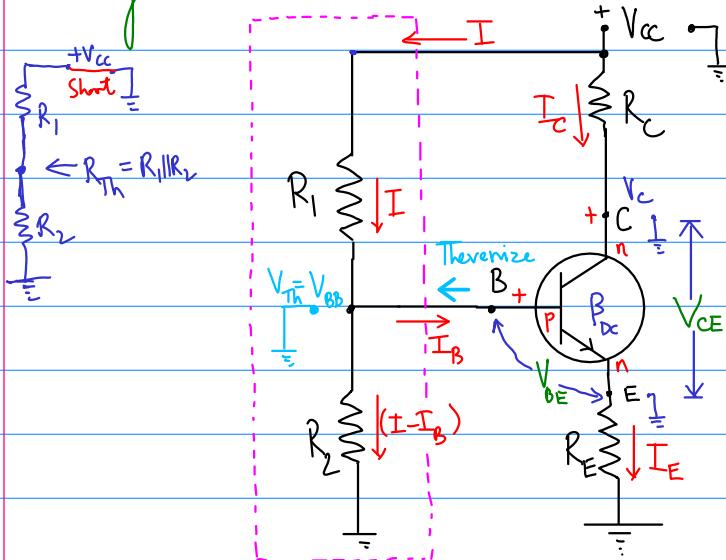 + VCC
I
+VCC
Short
R1
RTh = R1||R2
R2
IC
RC
R1
I
VC
+ C
n
Thevenize
VTh = VBB
B
+
P
βDC
VCE
IB
n
VBE
E
R2
(I-IB)
RE
IE